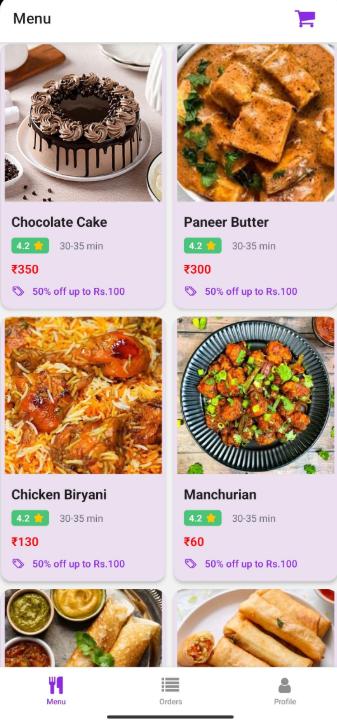 Menu
Chocolate Cake
4.2 30-35 min
₹350
50% off up to Rs.100
Paneer Butter
4.2 30-35 min
₹300
50% off up to Rs.100
Chicken Biryani
4.2 30-35 min
₹130
50% off up to Rs.100
Manchurian
4.2 30-35 min
₹60
50% off up to Rs.100
Menu
Orders
Profile